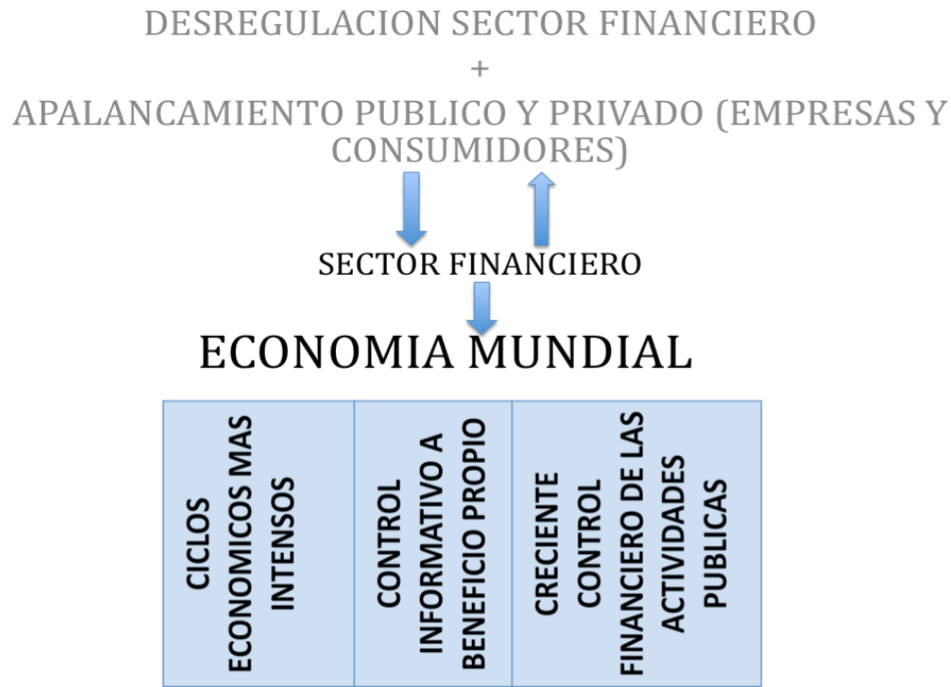 DESREGULACION SECTOR FINANCIERO
+
APALANCAMIENTO PUBLICO Y PRIVADO (EMPRESAS Y
CONSUMIDORES)
SECTOR FINANCIERO
ECONOMIA MUNDIAL
CICLOS
ECONOMICOS MAS
INTENSOS
CONTROL
INFORMATIVO A
BENEFICIO PROPIO
CRECIENTE
CONTROL
FINANCIERO DE LAS
ACTIVIDADES
PUBLICAS